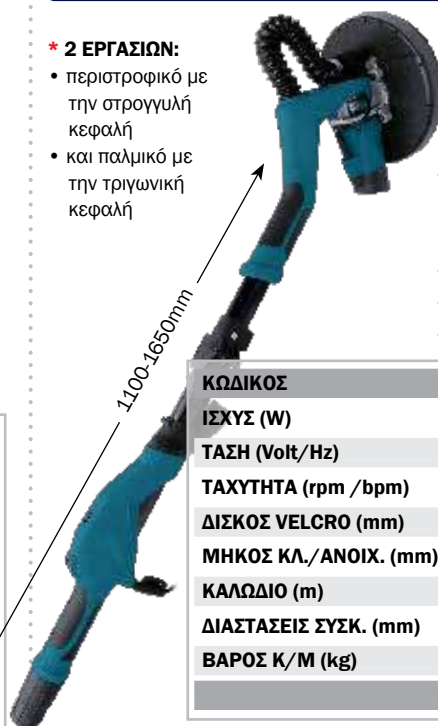 * 2 ΕΡΓΑΣΙΩΝ:
• περιστροφικό με
την στρογγυλή
κεφαλή
• και παλμικό με
την τριγωνική
κεφαλή
1100-1650mm
ΚΩΔΙΚΟΣ
ΙΣΧΥΣ (W)
ΤΑΣΗ (Volt/Hz)
ΤΑΧΥΤΗΤΑ (rpm /bpm)
ΔΙΣΚΟΣ VELCRO (mm)
ΜΗΚΟΣ ΚΛ./ΑΝΟΙΧ. (mm)
ΚΑΛΩΔΙΟ (m)
ΔΙΑΣΤΑΣΕΙΣ ΣΥΣΚ. (mm)
ΒΑΡΟΣ Κ/Μ (kg)